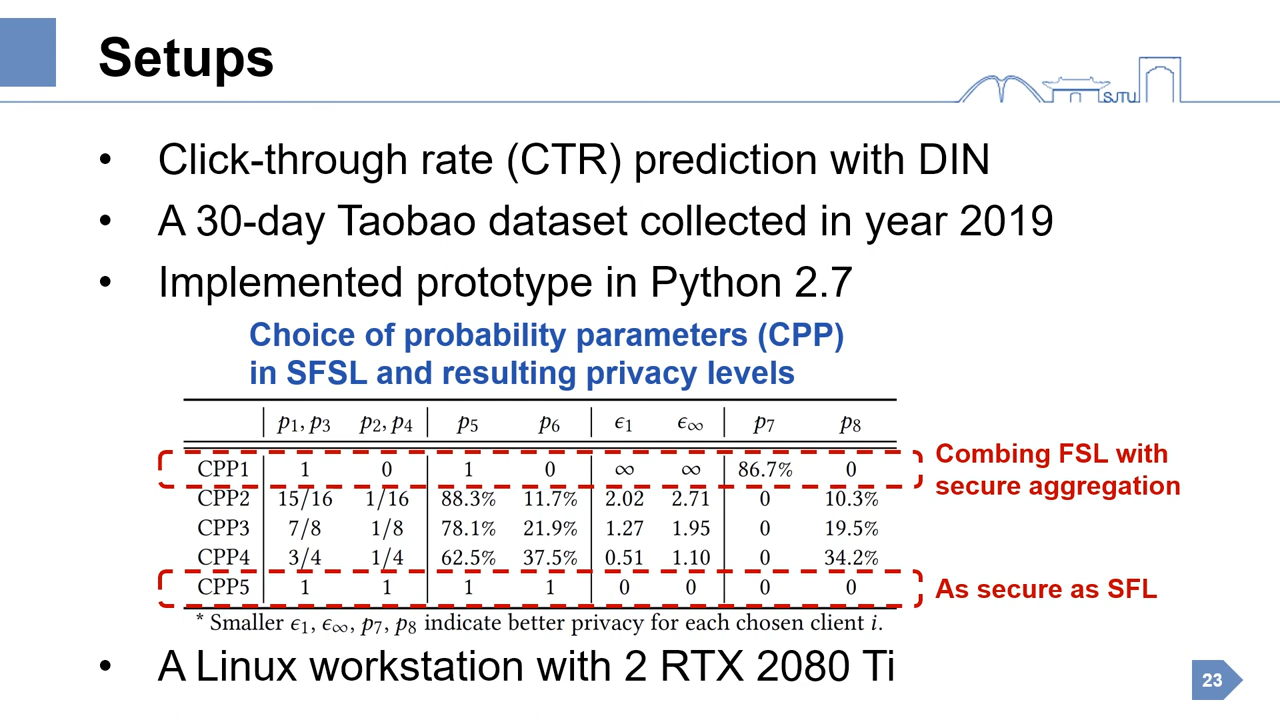 Setups
SJTU
• Click-through rate (CTR) prediction with DIN
• A 30-day Taobao dataset collected in year 2019
• Implemented prototype in Python 2.7
Choice of probability parameters (CPP)
in SFSL and resulting privacy levels
p₁, p₃ p₂, p₄ p₅ p₆ ϵ₁ ϵ∞ p₇ p₈
CPP1 1 0 1 0 ∞ ∞ 86.7% 0
CPP2 15/16 1/16 88.3% 11.7% 2.02 2.71 0 10.3%
CPP3 7/8 1/8 78.1% 21.9% 1.27 1.95 0 19.5%
CPP4 3/4 1/4 62.5% 37.5% 0.51 1.10 0 34.2%
CPP5 1 1 1 1 0 0 0 0
* Smaller ϵ₁, ϵ∞, p₇, p₈ indicate better privacy for each chosen client i.
Combing FSL with
secure aggregation
As secure as SFL
• A Linux workstation with 2 RTX 2080 Ti
23